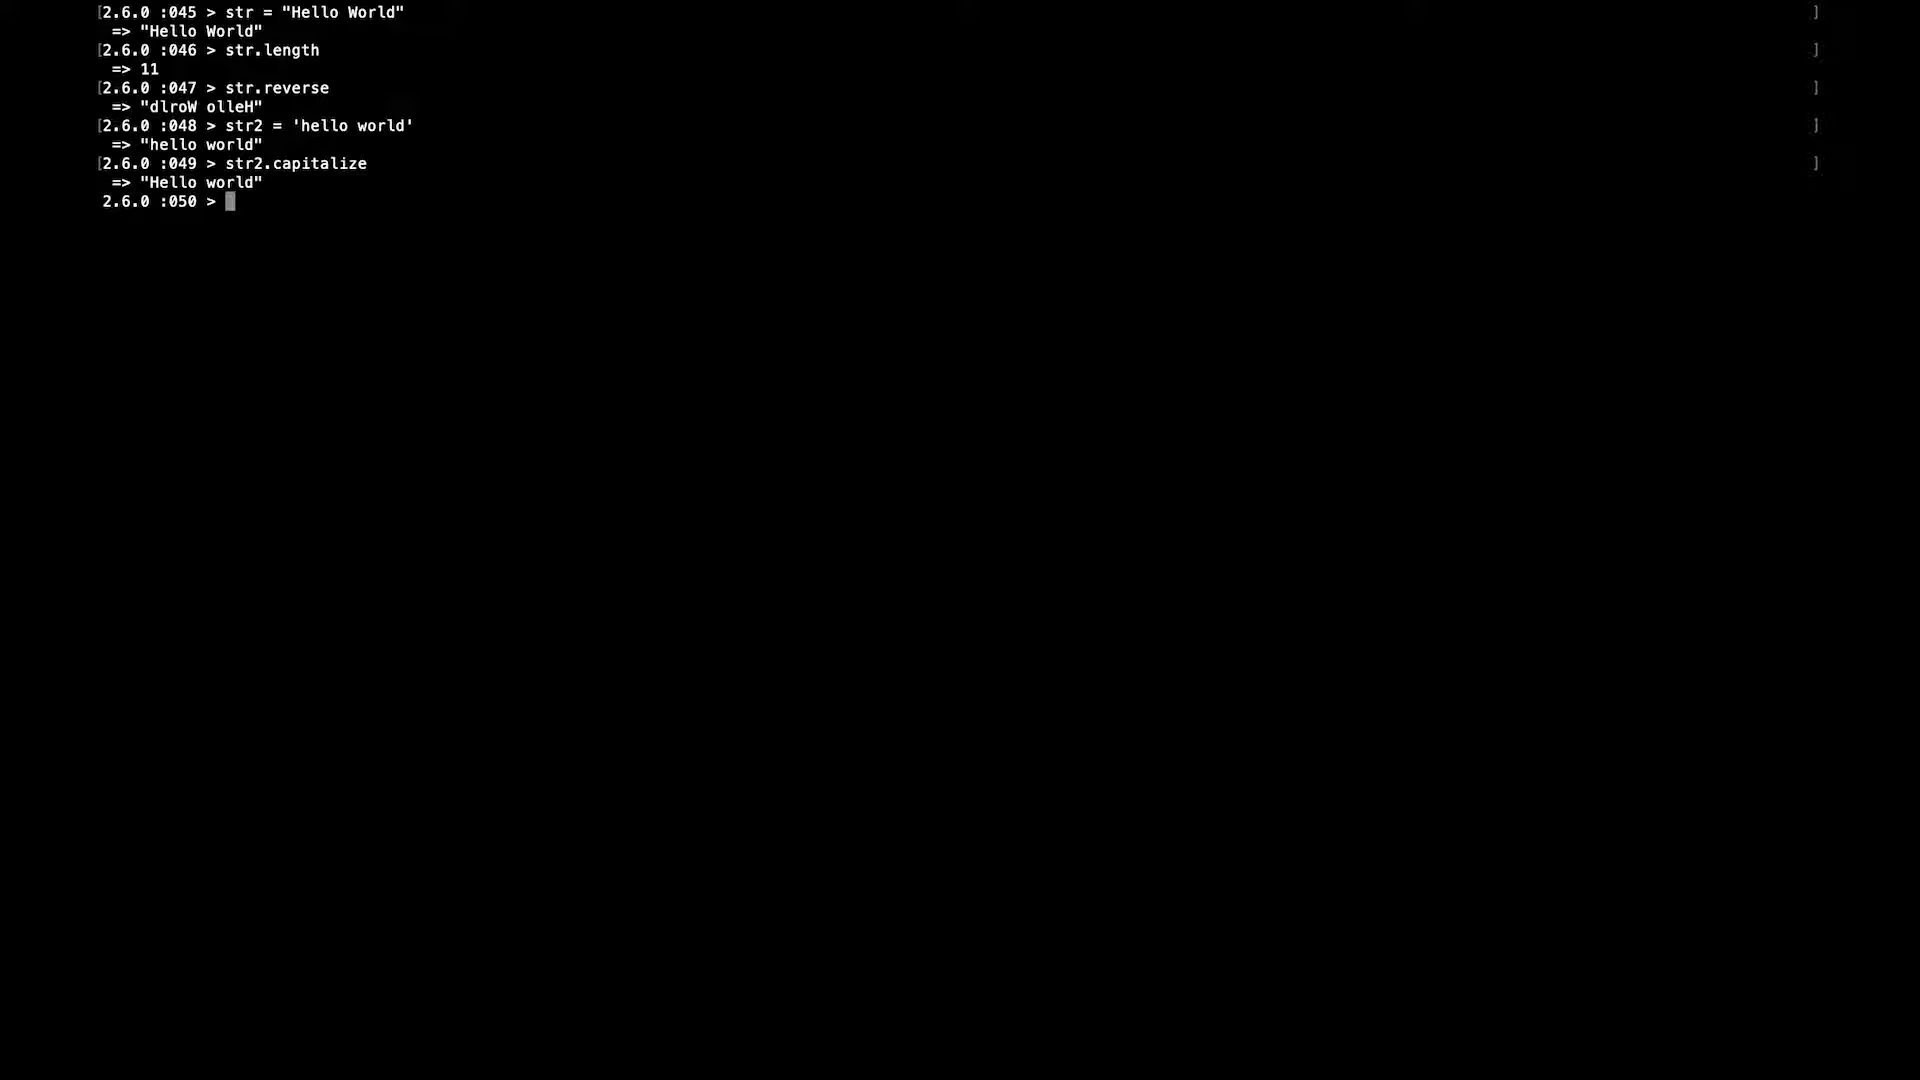 [2.6.0 :045 > str = "Hello World" ]
=> "Hello World"
[2.6.0 :046 > str.length ]
=> 11
[2.6.0 :047 > str.reverse ]
=> "dlroW olleH"
[2.6.0 :048 > str2 = 'hello world' ]
=> "hello world"
[2.6.0 :049 > str2.capitalize ]
=> "Hello world"
2.6.0 :050 >